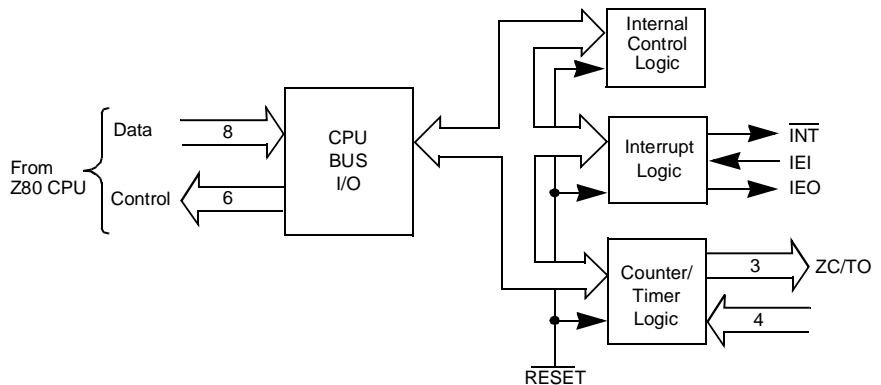 Internal
Control
Logic
From
Z80 CPU
Data
8
Control
6
CPU
BUS
I/O
Interrupt
Logic
INT
IEI
IEO
Counter/
Timer
Logic
3
ZC/TO
4
RESET